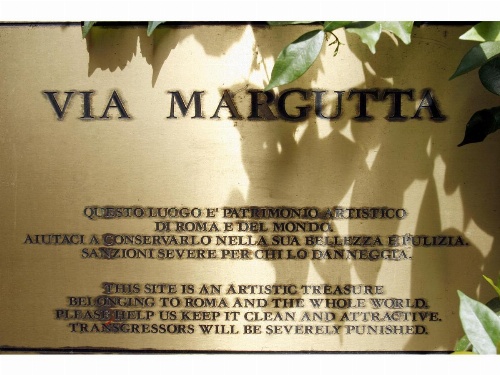 VIA MARGUTTA
QUESTO LUOGO E' PATRIMONIO ARTISTICO
DI ROMA E DEL MONDO.
AIUTACI A CONSERVARLO NELLA SUA BELLEZZA E PULIZIA.
SANZIONI SEVERE PER CHI LO DANNEGGIA.
THIS SITE IS AN ARTISTIC TREASURE
BELONGING TO ROMA AND THE WHOLE WORLD.
PLEASE HELP US KEEP IT CLEAN AND ATTRACTIVE.
TRANSGRESSORS WILL BE SEVERELY PUNISHED.